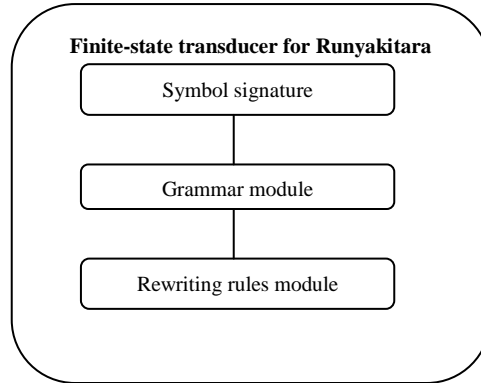 Finite-state transducer for Runyakitara
Symbol signature
Grammar module
Rewriting rules module